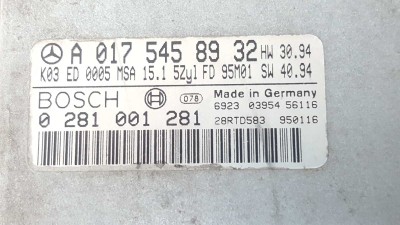 A 017 545 89 32 HW 30.94
K03 ED 0005 MSA 15.1 5Zyl FD 95M01 SW 40.94
BOSCH 078 Made in Germany
6923 03954 56116
0 281 001 281 28RTD583 950116